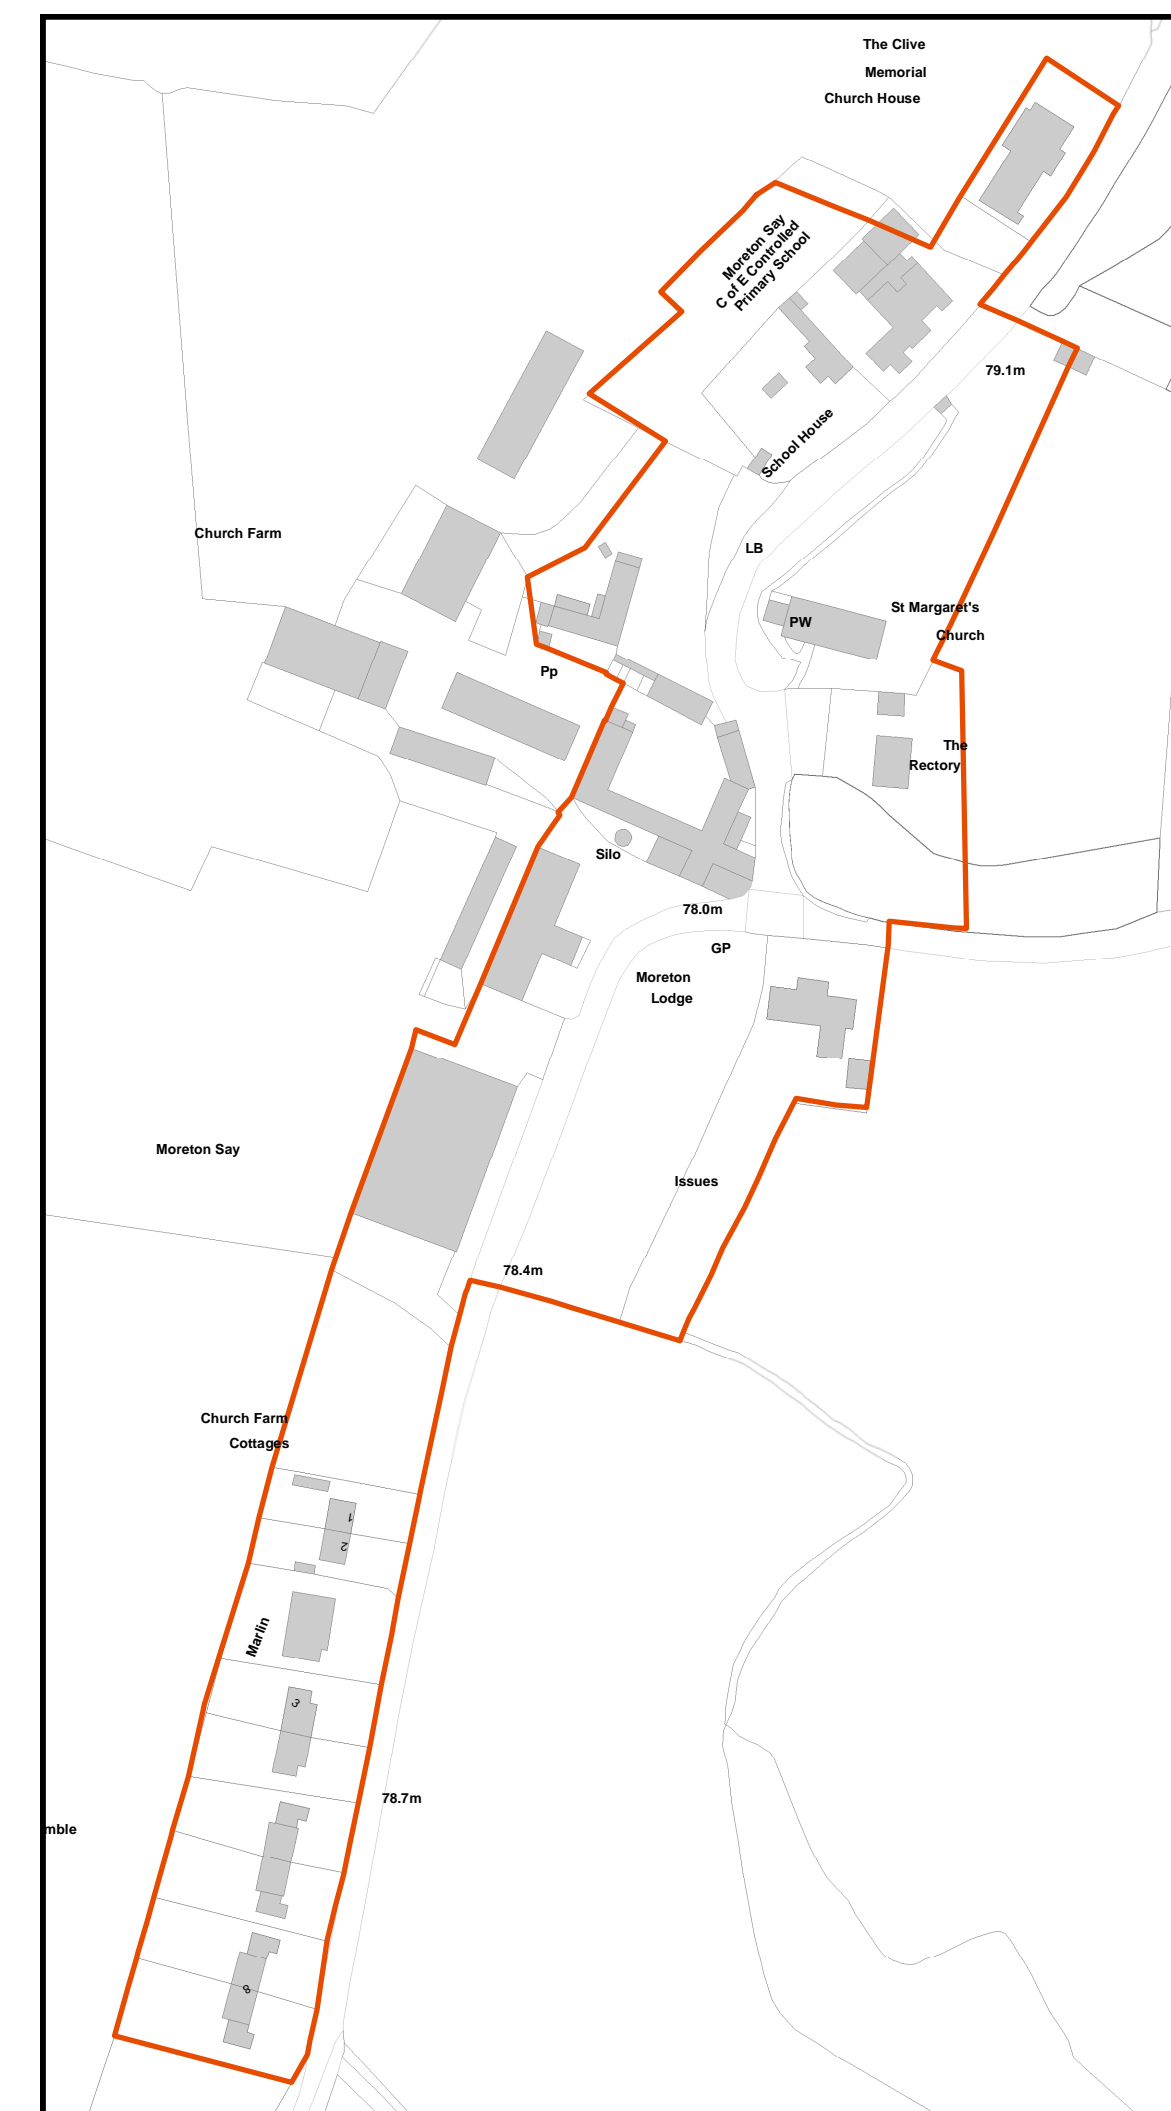 The Clive
Memorial
Church House
Moreton Say
C of E Controlled
Primary School
79.1m
School House
Church Farm
LB
St Margaret's
PW
Church
Pp
The
Rectory
Silo
78.0m
GP
Moreton
Lodge
Moreton Say
Issues
78.4m
Church Farm
Cottages
1
2
Marlin
3
78.7m
mble
8